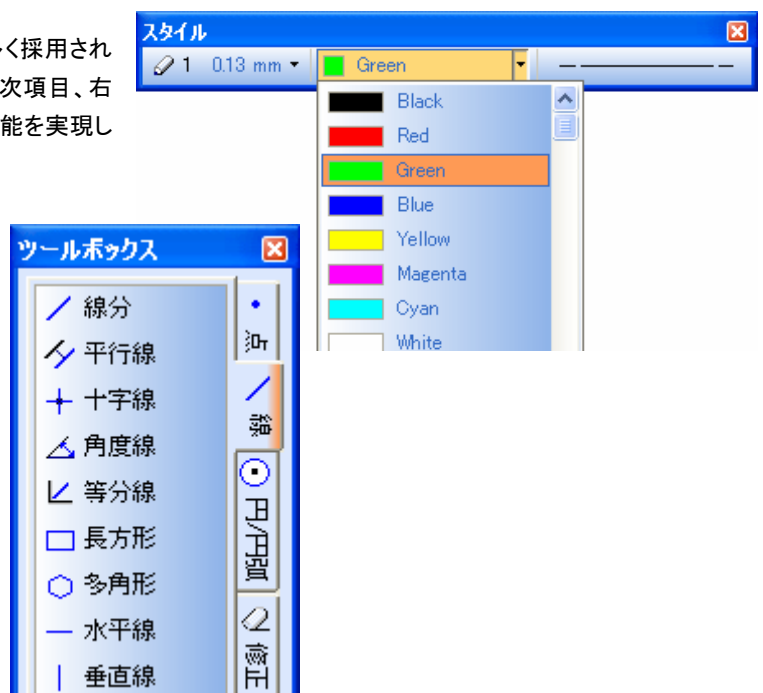 く採用され
次項目、右
能を実現し
スタイル
1 0.13 mm Green
Black
Red
Green
Blue
Yellow
Magenta
Cyan
White
ツールボックス
線分
平行線
十字線
角度線
等分線
長方形
多角形
水平線
垂直線
点
線
円/円弧
修正